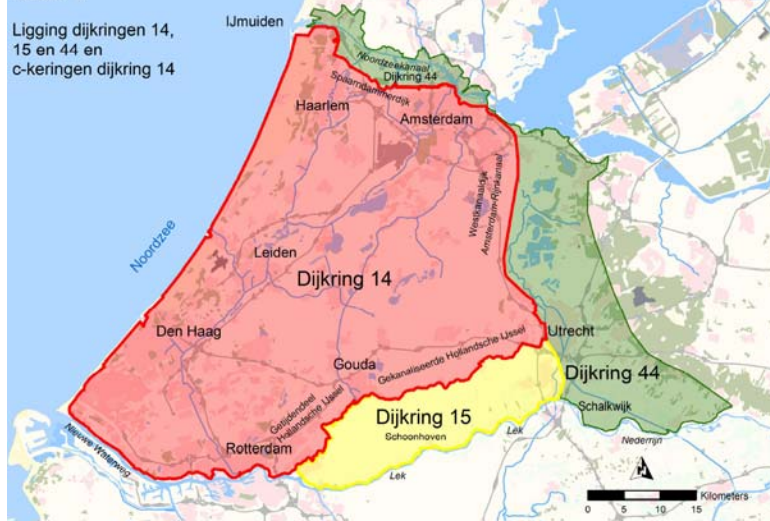 Ligging dijkringen 14,
15 en 44 en
c-keringen dijkring 14
IJmuiden
Noordzeekanaal
Dijkring 44
Spaarndammerdijk
Haarlem
Amsterdam
Westkanaaldijk
Amsterdam-Rijnkanaal
Noordzee
Leiden
Dijkring 14
Den Haag
Utrecht
Gouda
Gekanaliseerde Hollandsche IJssel
Getijdendeel
Hollandsche IJssel
Dijkring 44
Dijkring 15
Schalkwijk
Schoonhoven
Nieuwe Waterweg
Rotterdam
Lek
Nederrijn
Lek
N
Kilometers
0 5 10 15